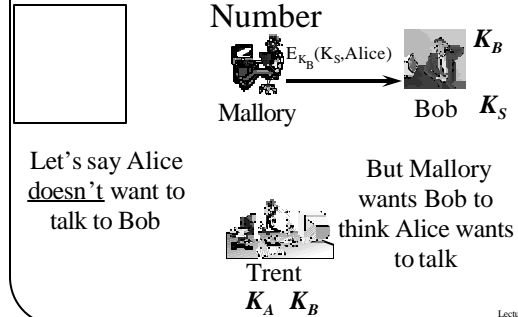 Number
E_{K_B}(K_S,Alice)
K_B
Mallory
Bob K_S
Let's say Alice
doesn't want to
talk to Bob
But Mallory
wants Bob to
think Alice wants
to talk
Trent
K_A K_B